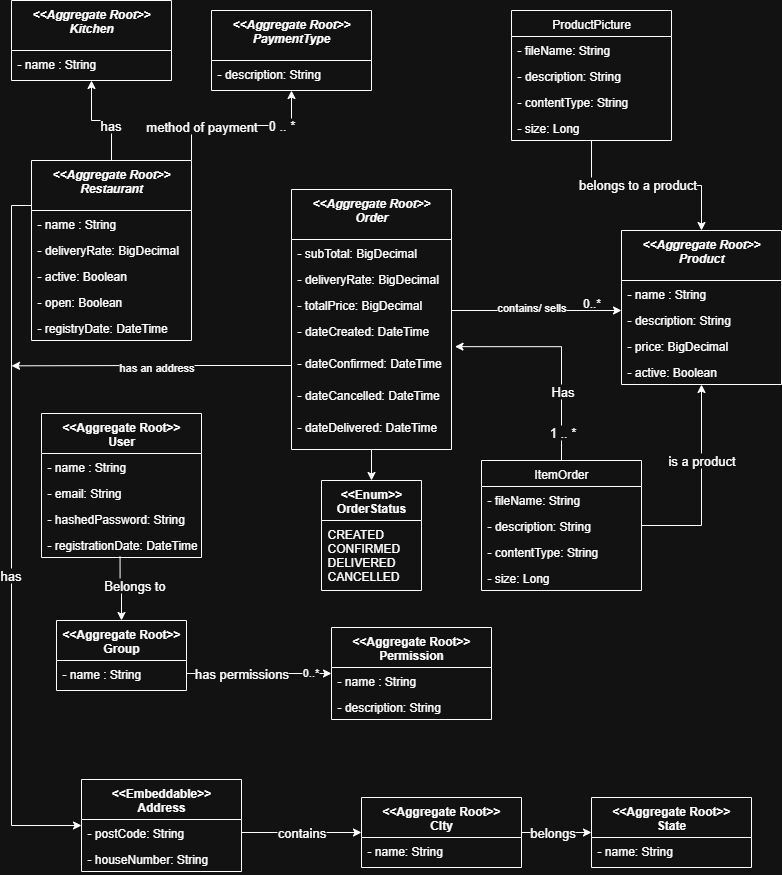 <<Aggregate Root>>
Kitchen
- name : String
<<Aggregate Root>>
PaymentType
- description: String
ProductPicture
- fileName: String
- description: String
- contentType: String
- size: Long
has
method of payment
0 .. *
belongs to a product
<<Aggregate Root>>
Restaurant
- name : String
- deliveryRate: BigDecimal
- active: Boolean
- open: Boolean
- registryDate: DateTime
<<Aggregate Root>>
Order
- subTotal: BigDecimal
- deliveryRate: BigDecimal
- totalPrice: BigDecimal
- dateCreated: DateTime
- dateConfirmed: DateTime
- dateCancelled: DateTime
- dateDelivered: DateTime
contains/ sells
0..*
<<Aggregate Root>>
Product
- name : String
- description: String
- price: BigDecimal
- active: Boolean
has an address
Has
1 .. *
is a product
<<Aggregate Root>>
User
- name : String
- email: String
- hashedPassword: String
- registrationDate: DateTime
<<Enum>>
OrderStatus
CREATED
CONFIRMED
DELIVERED
CANCELLED
ItemOrder
- fileName: String
- description: String
- contentType: String
- size: Long
has
Belongs to
<<Aggregate Root>>
Group
- name : String
has permissions
0..*
<<Aggregate Root>>
Permission
- name : String
- description: String
<<Embeddable>>
Address
- postCode: String
- houseNumber: String
contains
<<Aggregate Root>>
CIty
- name: String
belongs
<<Aggregate Root>>
State
- name: String